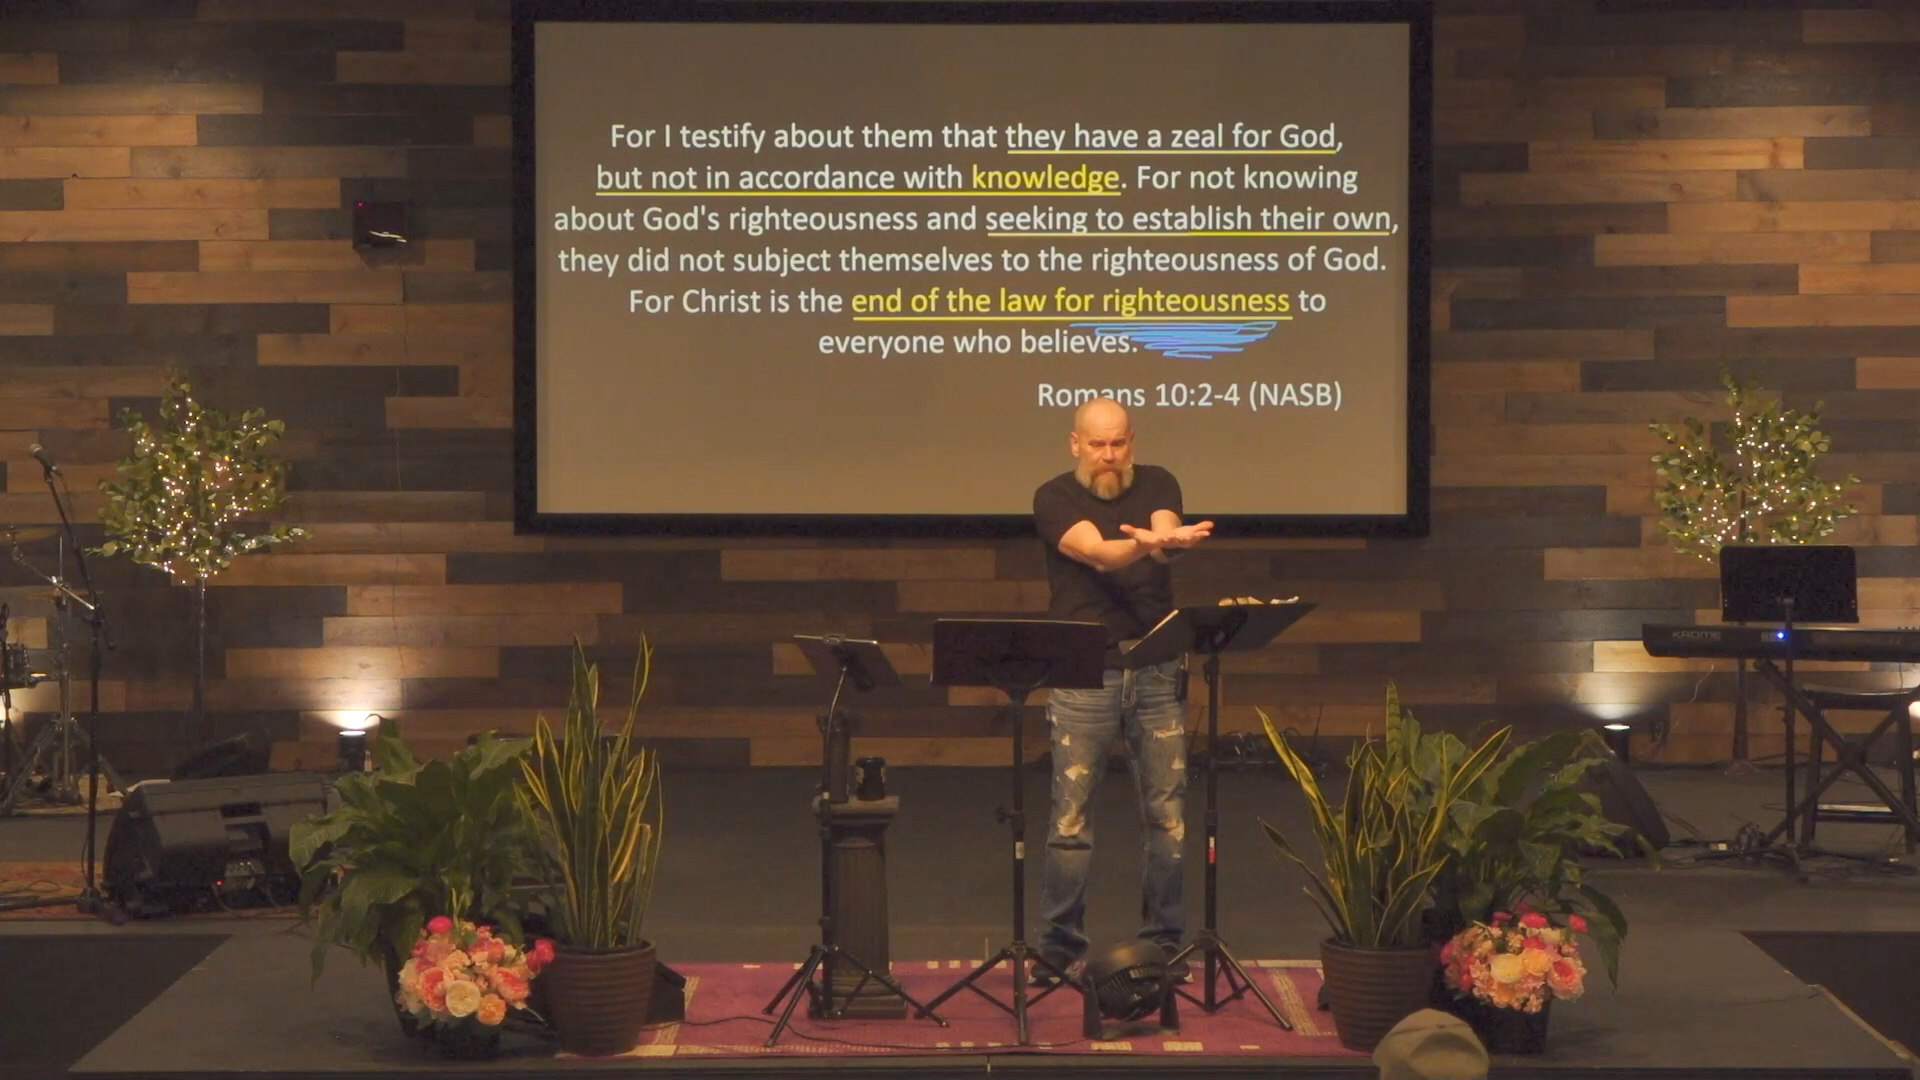 For I testify about them that they have a zeal for God,
but not in accordance with knowledge. For not knowing
about God's righteousness and seeking to establish their own,
they did not subject themselves to the righteousness of God.
For Christ is the end of the law for righteousness to
everyone who believes.
Romans 10:2-4 (NASB)